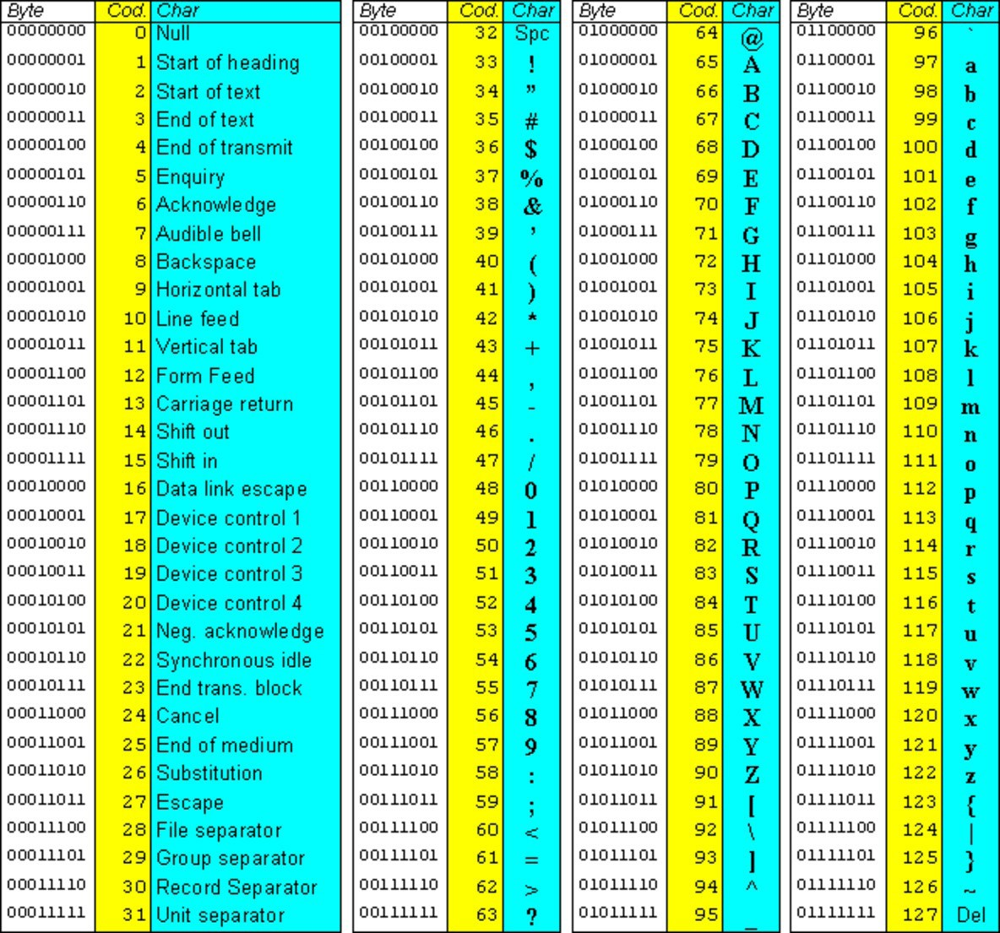 Byte Cod. Char Byte Cod. Char Byte Cod. Char Byte Cod. Char
00000000 0 Null 00100000 32 Spc 01000000 64 @ 01100000 96 `
00000001 1 Start of heading 00100001 33 ! 01000001 65 A 01100001 97 a
00000010 2 Start of text 00100010 34 ” 01000010 66 B 01100010 98 b
00000011 3 End of text 00100011 35 # 01000011 67 C 01100011 99 c
00000100 4 End of transmit 00100100 36 $ 01000100 68 D 01100100 100 d
00000101 5 Enquiry 00100101 37 % 01000101 69 E 01100101 101 e
00000110 6 Acknowledge 00100110 38 & 01000110 70 F 01100110 102 f
00000111 7 Audible bell 00100111 39 ’ 01000111 71 G 01100111 103 g
00001000 8 Backspace 00101000 40 ( 01001000 72 H 01101000 104 h
00001001 9 Horizontal tab 00101001 41 ) 01001001 73 I 01101001 105 i
00001010 10 Line feed 00101010 42 * 01001010 74 J 01101010 106 j
00001011 11 Vertical tab 00101011 43 + 01001011 75 K 01101011 107 k
00001100 12 Form Feed 00101100 44 , 01001100 76 L 01101100 108 l
00001101 13 Carriage return 00101101 45 - 01001101 77 M 01101101 109 m
00001110 14 Shift out 00101110 46 . 01001110 78 N 01101110 110 n
00001111 15 Shift in 00101111 47 / 01001111 79 O 01101111 111 o
00010000 16 Data link escape 00110000 48 0 01010000 80 P 01110000 112 p
00010001 17 Device control 1 00110001 49 1 01010001 81 Q 01110001 113 q
00010010 18 Device control 2 00110010 50 2 01010010 82 R 01110010 114 r
00010011 19 Device control 3 00110011 51 3 01010011 83 S 01110011 115 s
00010100 20 Device control 4 00110100 52 4 01010100 84 T 01110100 116 t
00010101 21 Neg. acknowledge 00110101 53 5 01010101 85 U 01110101 117 u
00010110 22 Synchronous idle 00110110 54 6 01010110 86 V 01110110 118 v
00010111 23 End trans. block 00110111 55 7 01010111 87 W 01110111 119 w
00011000 24 Cancel 00111000 56 8 01011000 88 X 01111000 120 x
00011001 25 End of medium 00111001 57 9 01011001 89 Y 01111001 121 y
00011010 26 Substitution 00111010 58 : 01011010 90 Z 01111010 122 z
00011011 27 Escape 00111011 59 ; 01011011 91 [ 01111011 123 {
00011100 28 File separator 00111100 60 < 01011100 92 \ 01111100 124 |
00011101 29 Group separator 00111101 61 = 01011101 93 ] 01111101 125 }
00011110 30 Record Separator 00111110 62 > 01011110 94 ^ 01111110 126 ~
00011111 31 Unit separator 00111111 63 ? 01011111 95 _ 01111111 127 Del